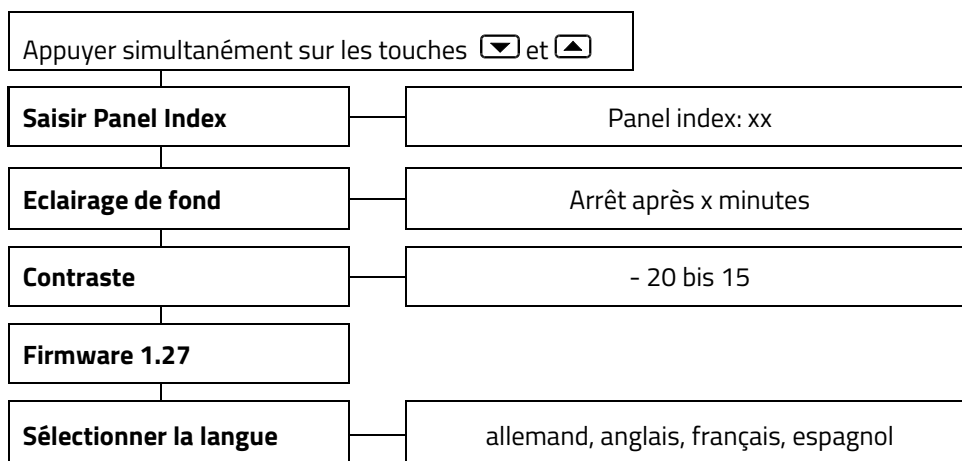 Appuyer simultanément sur les touches ▼ et ▲
Saisir Panel Index
Panel index: xx
Eclairage de fond
Arrêt après x minutes
Contraste
- 20 bis 15
Firmware 1.27
Sélectionner la langue
allemand, anglais, français, espagnol